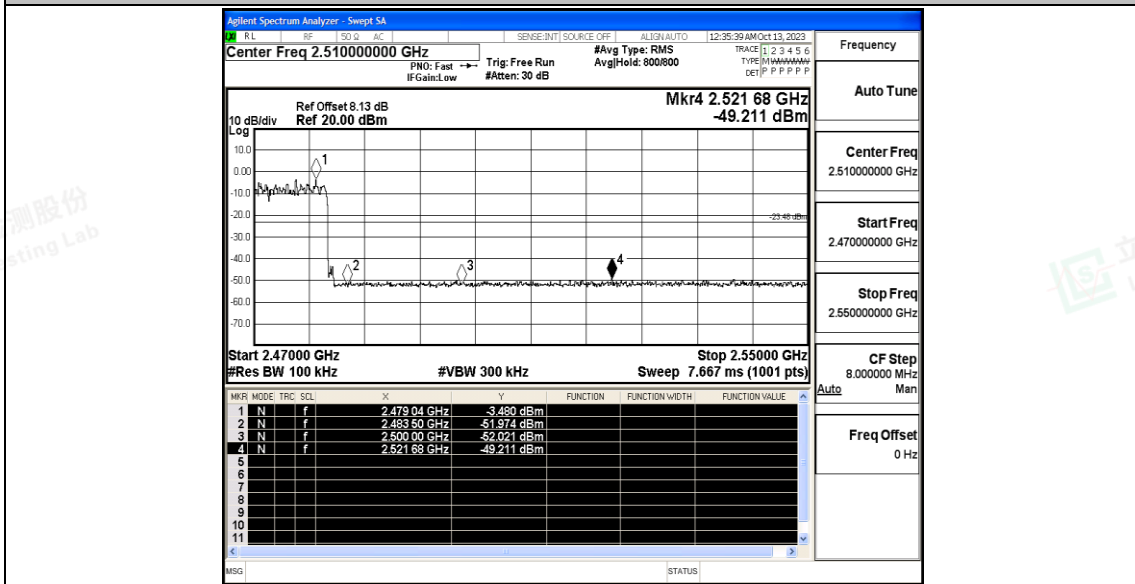 Agilent Spectrum Analyzer - Swept SA
RL RF 50 Ω AC SENSE:INT SOURCE OFF ALIGN AUTO 12:35:39 AM Oct 13, 2023
Center Freq 2.510000000 GHz
PNO: Fast
IFGain:Low
Trig: Free Run
#Atten: 30 dB
#Avg Type: RMS
Avg|Hold: 800/800
TRACE 1 2 3 4 5 6
TYPE M WWWWW
DET P P P P P P
Ref Offset 8.13 dB
10 dB/div Ref 20.00 dBm
Log
Mkr4 2.521 68 GHz
-49.211 dBm
10.0
0.00
-10.0
-20.0
-30.0
-40.0
-50.0
-60.0
-70.0
1
2
3
4
-23.48 dBm
Start 2.47000 GHz Stop 2.55000 GHz
#Res BW 100 kHz #VBW 300 kHz Sweep 7.667 ms (1001 pts)
MKR MODE TRC SCL X Y FUNCTION FUNCTION WIDTH FUNCTION VALUE
1 N f 2.479 04 GHz -3.480 dBm
2 N f 2.483 50 GHz -51.974 dBm
3 N f 2.500 00 GHz -52.021 dBm
4 N f 2.521 68 GHz -49.211 dBm
5
6
7
8
9
10
11
MSG STATUS
Frequency
Auto Tune
Center Freq
2.510000000 GHz
Start Freq
2.470000000 GHz
Stop Freq
2.550000000 GHz
CF Step
8.000000 MHz
Auto Man
Freq Offset
0 Hz
测股份
sting Lab
立